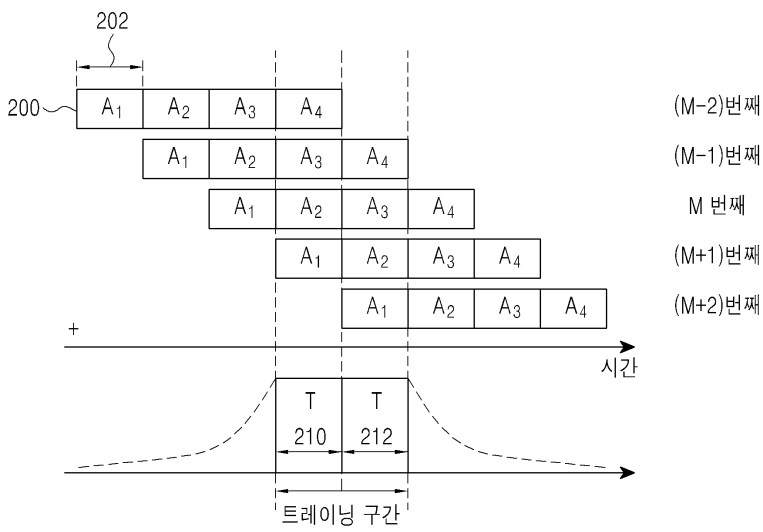 202
200 A₁ A₂ A₃ A₄ (M-2)번째
A₁ A₂ A₃ A₄ (M-1)번째
A₁ A₂ A₃ A₄ M 번째
A₁ A₂ A₃ A₄ (M+1)번째
A₁ A₂ A₃ A₄ (M+2)번째
+
시간
T T
210 212
트레이닝 구간